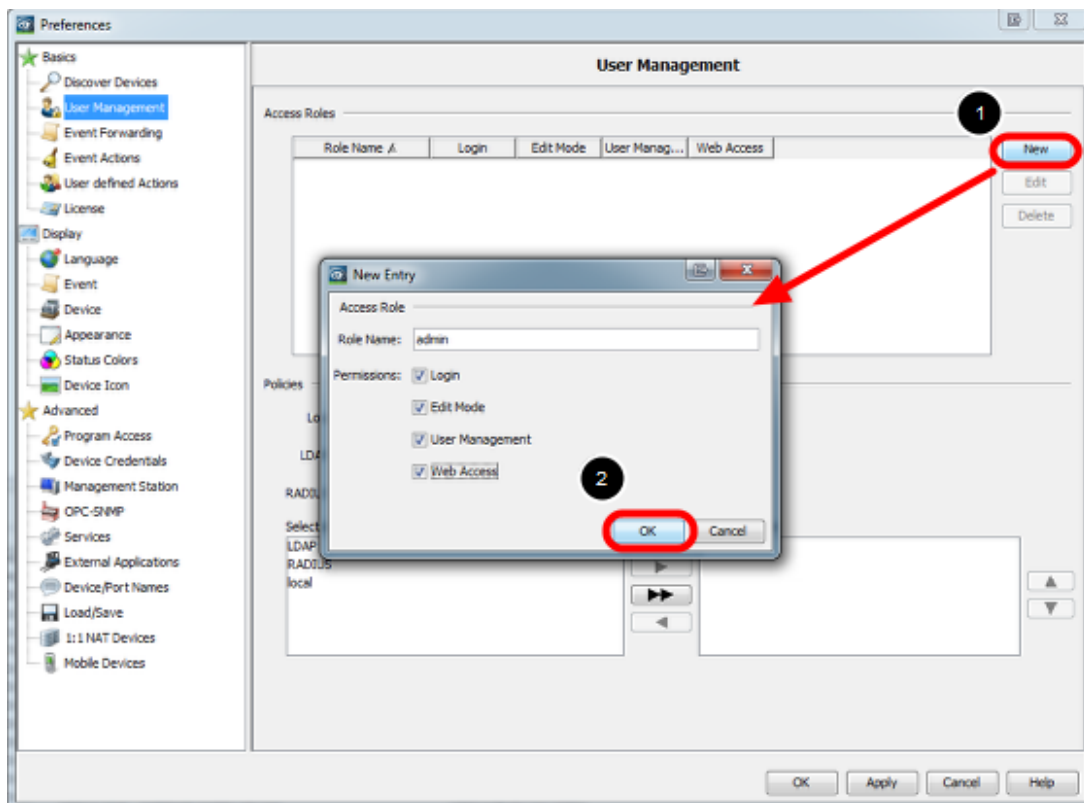 Preferences
Basics
Discover Devices
User Management
Event Forwarding
Event Actions
User defined Actions
License
Display
Language
Event
Device
Appearance
Status Colors
Device Icon
Advanced
Program Access
Device Credentials
Management Station
OPC-SNMP
Services
External Applications
Device/Port Names
Load/Save
1:1 NAT Devices
Mobile Devices
User Management
Access Roles
1
Role Name Login Edit Mode User Manag... Web Access
New
Edit
Delete
New Entry
Access Role
Role Name: admin
Permissions: Login
Edit Mode
User Management
Web Access
2
OK Cancel
Policies
Lo
LDA
RADIU
Select
LDAP
RADIUS
local
OK Apply Cancel Help